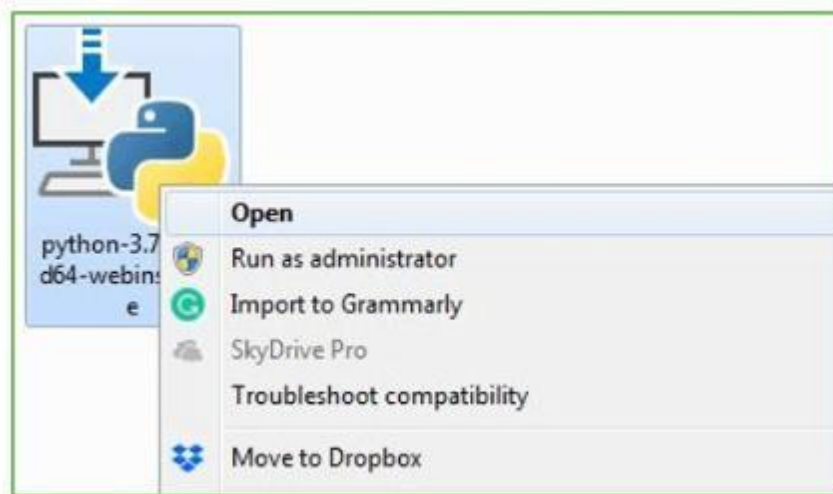 python-3.7
d64-webins
e
Open
Run as administrator
Import to Grammarly
SkyDrive Pro
Troubleshoot compatibility
Move to Dropbox